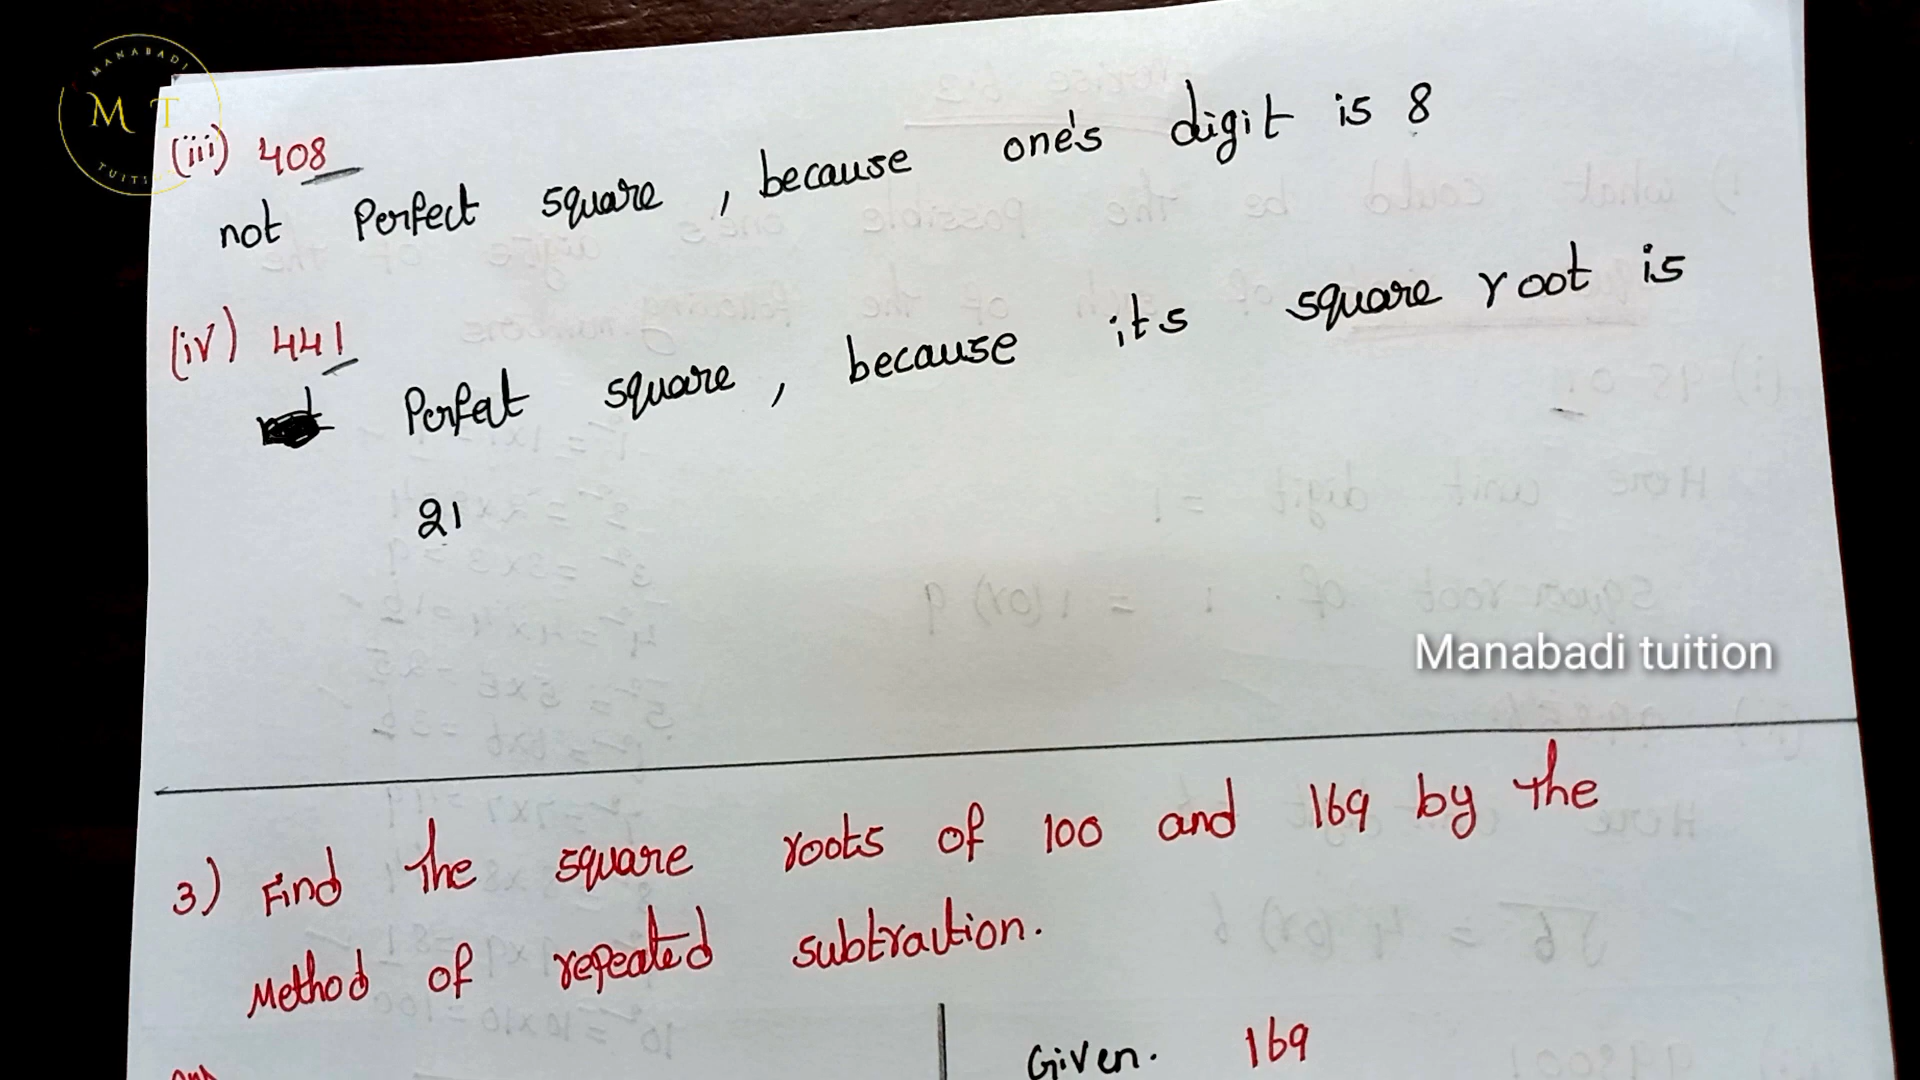 MANABADI
M T
TUITI
(iii) 408
not Perfect square, because one's digit is 8
(iv) 441
Perfect square, because its square root is
21
Manabadi tuition
3) Find the square roots of 100 and 169 by the
Method of repeated subtraction.
Given. 169